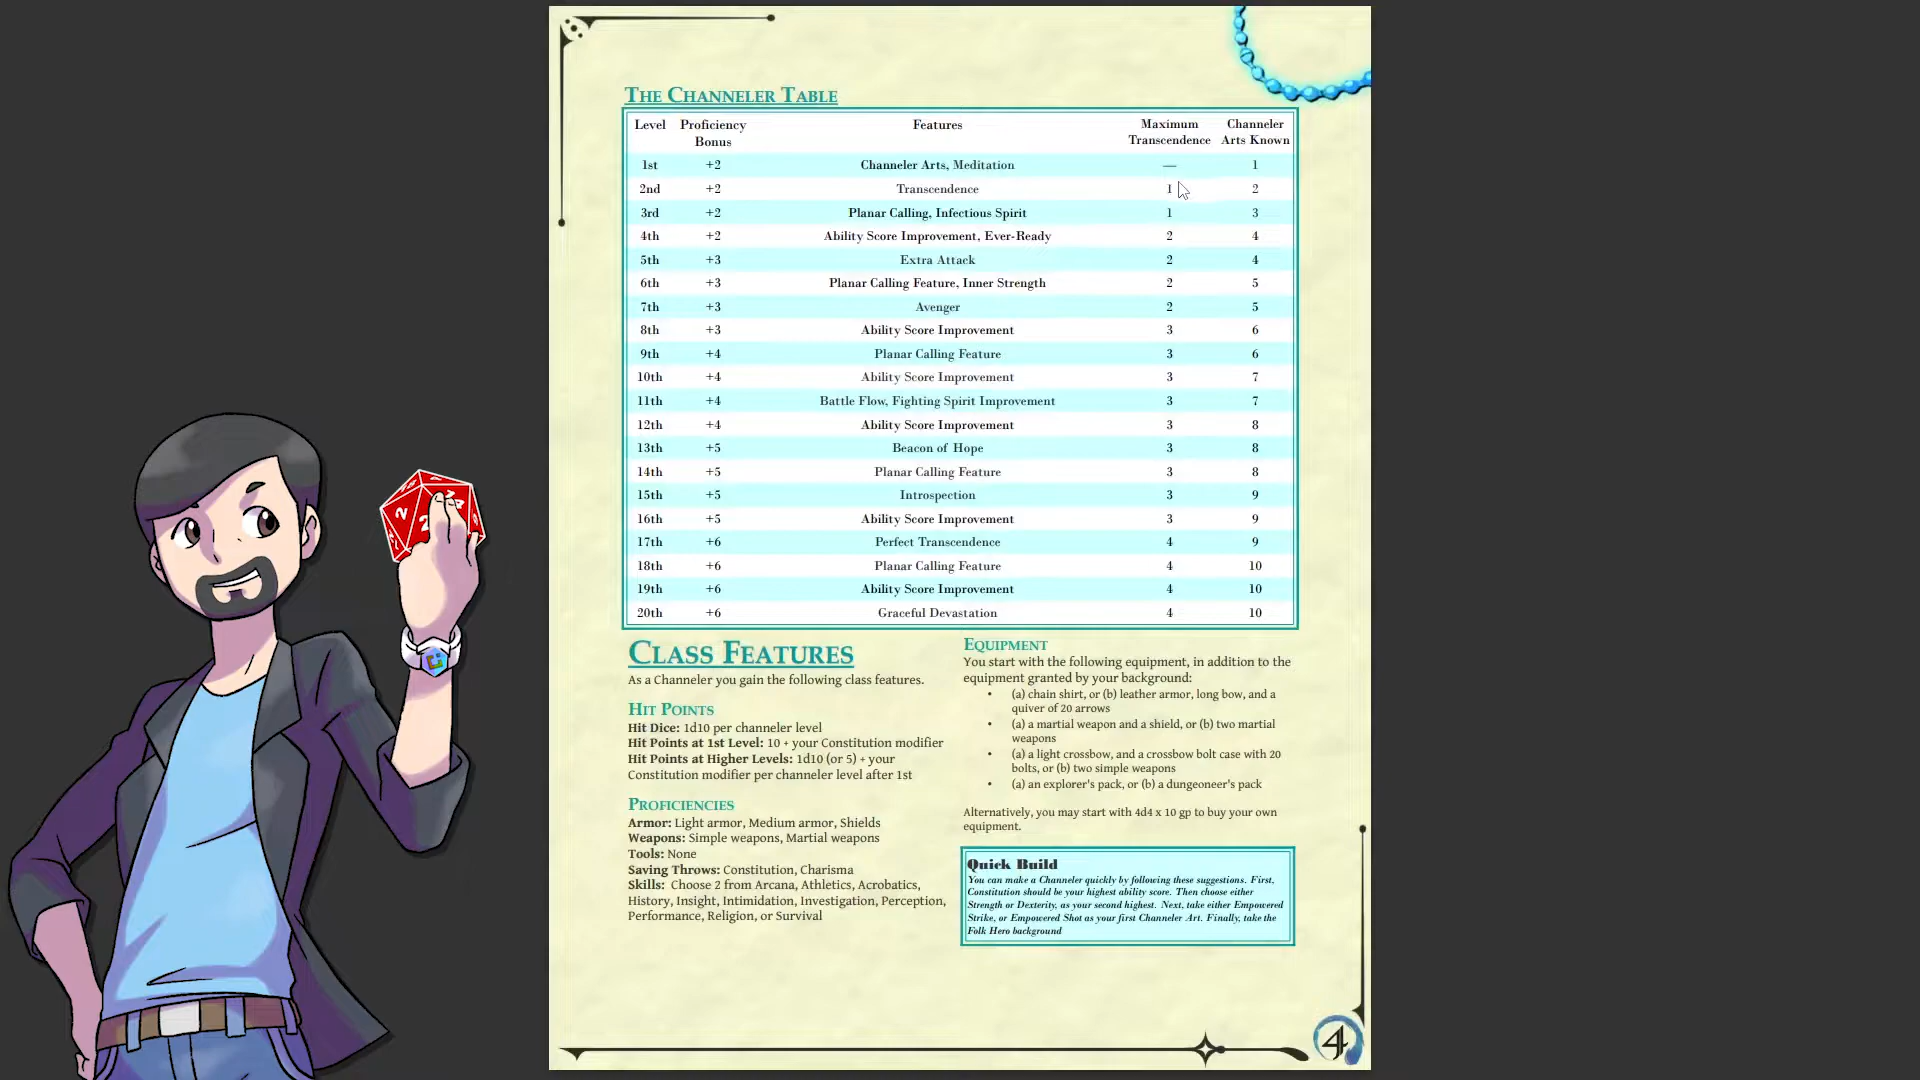 THE CHANNELER TABLE
Level Proficiency Bonus Features Maximum Transcendence Channeler Arts Known
1st +2 Channeler Arts, Meditation — 1
2nd +2 Transcendence 1 2
3rd +2 Planar Calling, Infectious Spirit 1 3
4th +2 Ability Score Improvement, Ever-Ready 2 4
5th +3 Extra Attack 2 4
6th +3 Planar Calling Feature, Inner Strength 2 5
7th +3 Avenger 2 5
8th +3 Ability Score Improvement 3 6
9th +4 Planar Calling Feature 3 6
10th +4 Ability Score Improvement 3 7
11th +4 Battle Flow, Fighting Spirit Improvement 3 7
12th +4 Ability Score Improvement 3 8
13th +5 Beacon of Hope 3 8
14th +5 Planar Calling Feature 3 8
15th +5 Introspection 3 9
16th +5 Ability Score Improvement 3 9
17th +6 Perfect Transcendence 4 9
18th +6 Planar Calling Feature 4 10
19th +6 Ability Score Improvement 4 10
20th +6 Graceful Devastation 4 10
CLASS FEATURES
As a Channeler you gain the following class features.
HIT POINTS
Hit Dice: 1d10 per channeler level
Hit Points at 1st Level: 10 + your Constitution modifier
Hit Points at Higher Levels: 1d10 (or 5) + your
Constitution modifier per channeler level after 1st
PROFICIENCIES
Armor: Light armor, Medium armor, Shields
Weapons: Simple weapons, Martial weapons
Tools: None
Saving Throws: Constitution, Charisma
Skills: Choose 2 from Arcana, Athletics, Acrobatics,
History, Insight, Intimidation, Investigation, Perception,
Performance, Religion, or Survival
EQUIPMENT
You start with the following equipment, in addition to the
equipment granted by your background:
• (a) chain shirt, or (b) leather armor, long bow, and a
quiver of 20 arrows
• (a) a martial weapon and a shield, or (b) two martial
weapons
• (a) a light crossbow, and a crossbow bolt case with 20
bolts, or (b) two simple weapons
• (a) an explorer's pack, or (b) a dungeoneer's pack
Alternatively, you may start with 4d4 x 10 gp to buy your own
equipment.
Quick Build
You can make a Channeler quickly by following these suggestions. First,
Constitution should be your highest ability score. Then choose either
Strength or Dexterity, as your second highest. Next, take either Empowered
Strike, or Empowered Shot as your first Channeler Art. Finally, take the
Folk Hero background
4